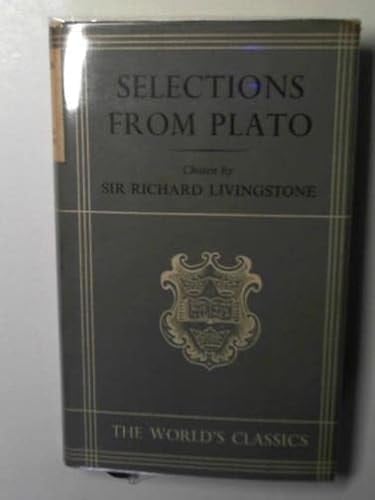 SELECTIONS
FROM PLATO
Chosen by
SIR RICHARD LIVINGSTONE
THE WORLD'S CLASSICS